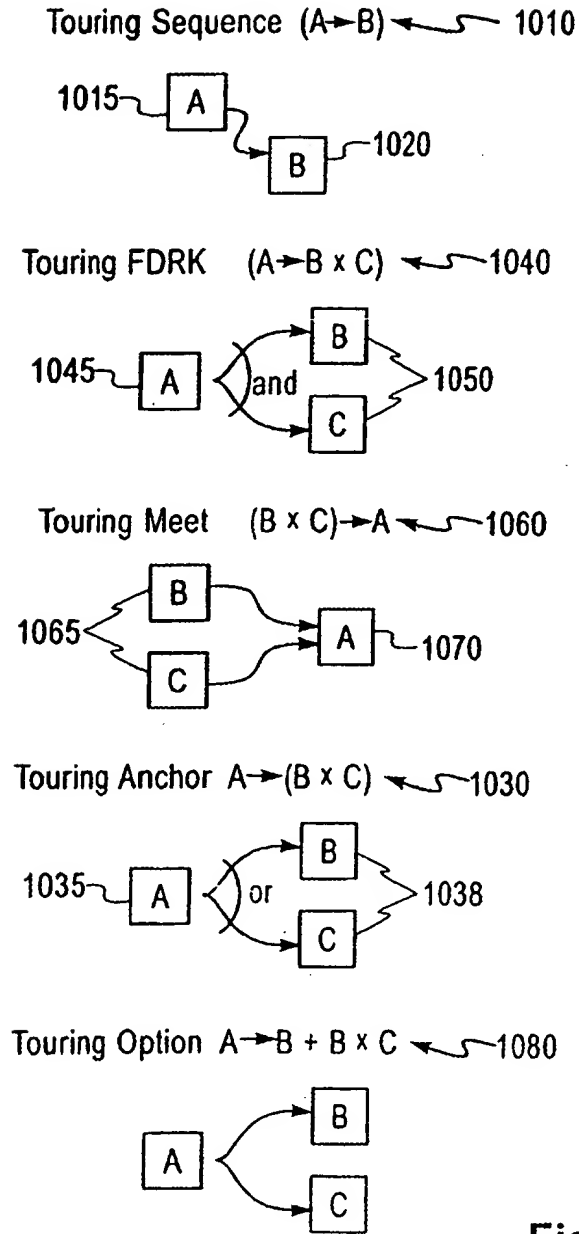 Touring Sequence (A→B) 1010
1015 A
B 1020
Touring FDRK (A→B x C) 1040
B
1045 A and 1050
C
Touring Meet (B x C)→A 1060
B
1065 A 1070
C
Touring Anchor A→(B x C) 1030
B
1035 A or 1038
C
Touring Option A→B + B x C 1080
B
A
C